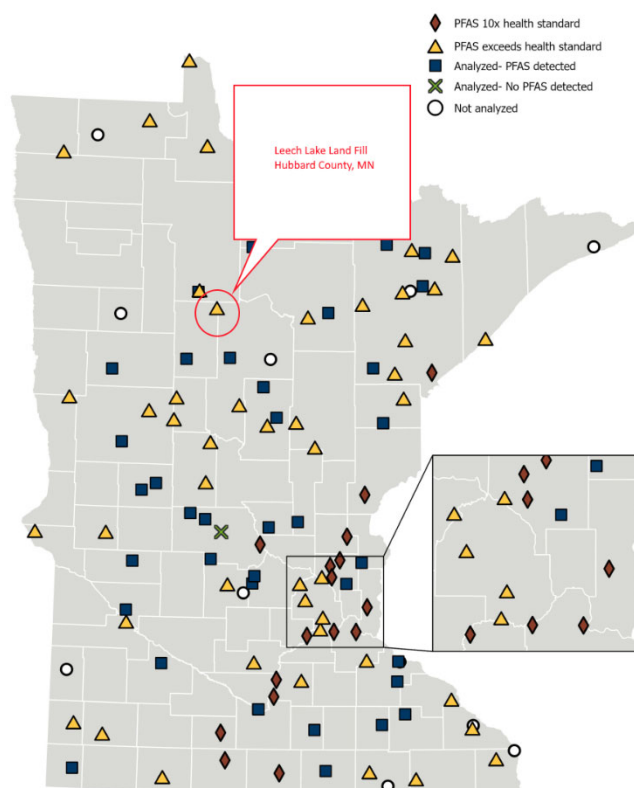 PFAS 10x health standard
PFAS exceeds health standard
Analyzed- PFAS detected
Analyzed- No PFAS detected
Not analyzed
Leech Lake Land Fill
Hubbard County, MN